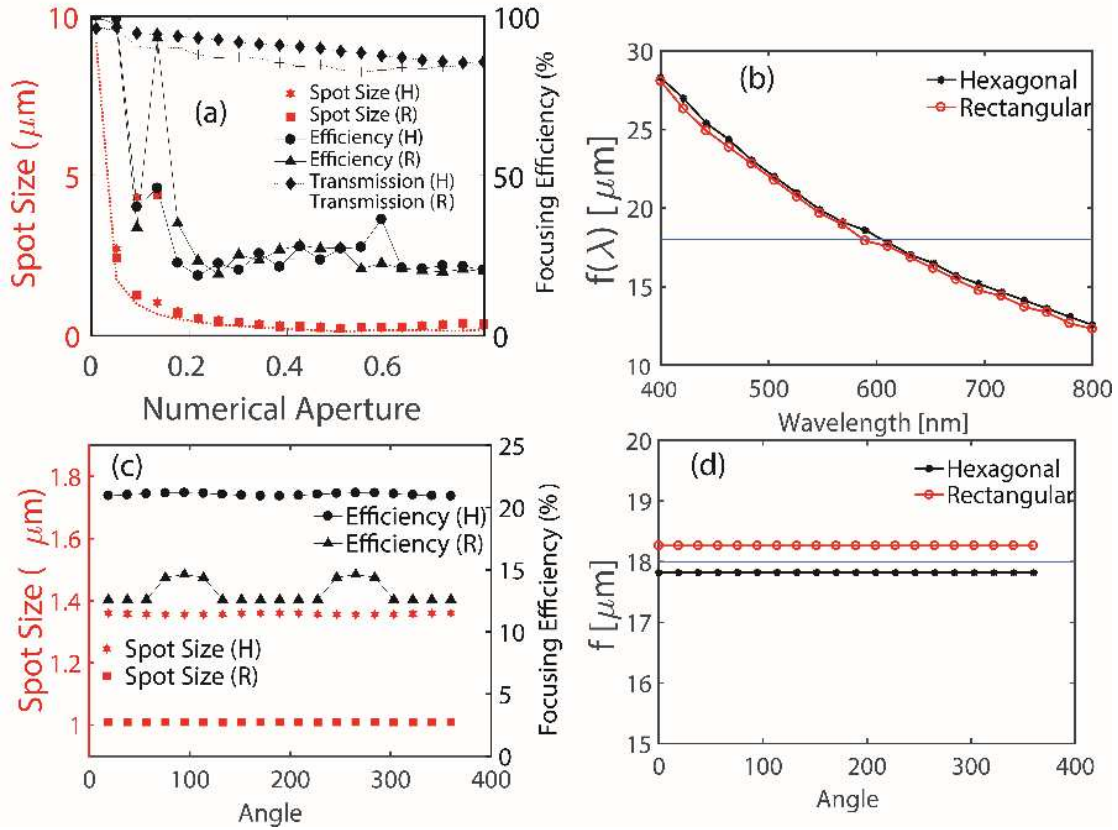 (a)
10
5
0
Spot Size ( μm)
100
50
0
Focusing Efficiency (%
Spot Size (H)
Spot Size (R)
Efficiency (H)
Efficiency (R)
Transmission (H)
Transmission (R)
0 0.2 0.4 0.6
Numerical Aperture
(b)
30
25
20
15
10
f(λ) [ μm]
Hexagonal
Rectangular
400 500 600 700 800
Wavelength [nm]
(c)
1.8
1.6
1.4
1.2
1
Spot Size ( μm)
25
20
15
10
5
0
Focusing Efficiency (% )
Efficiency (H)
Efficiency (R)
Spot Size (H)
Spot Size (R)
0 100 200 300 400
Angle
(d)
20
19
18
17
16
15
f [μm]
Hexagonal
Rectangular
0 100 200 300 400
Angle